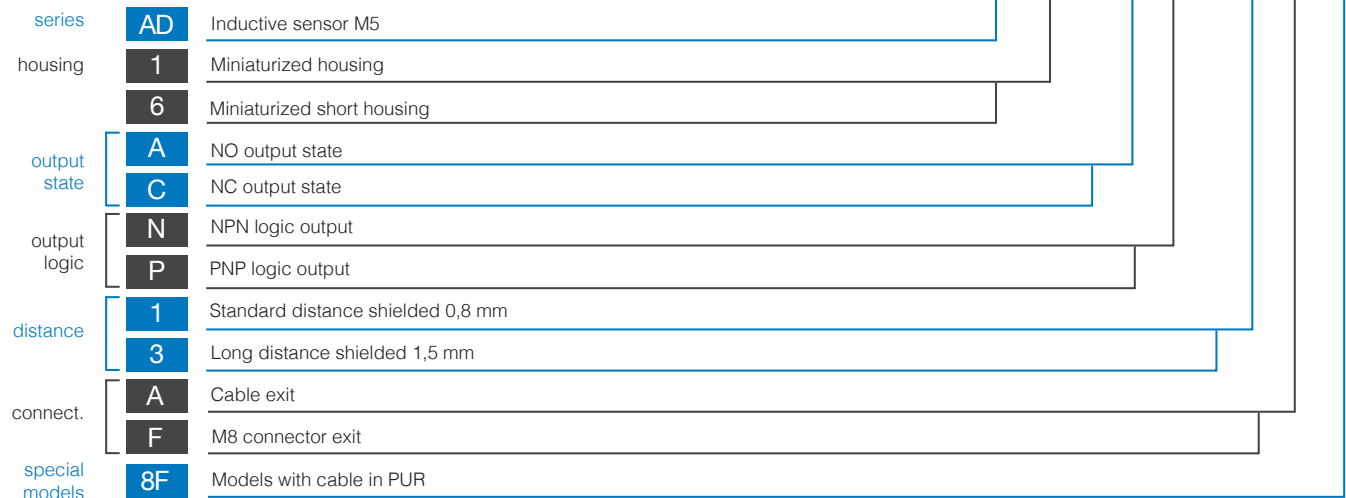 series AD Inductive sensor M5
housing 1 Miniaturized housing
6 Miniaturized short housing
output state A NO output state
C NC output state
output logic N NPN logic output
P PNP logic output
distance 1 Standard distance shielded 0,8 mm
3 Long distance shielded 1,5 mm
connect. A Cable exit
F M8 connector exit
special models 8F Models with cable in PUR